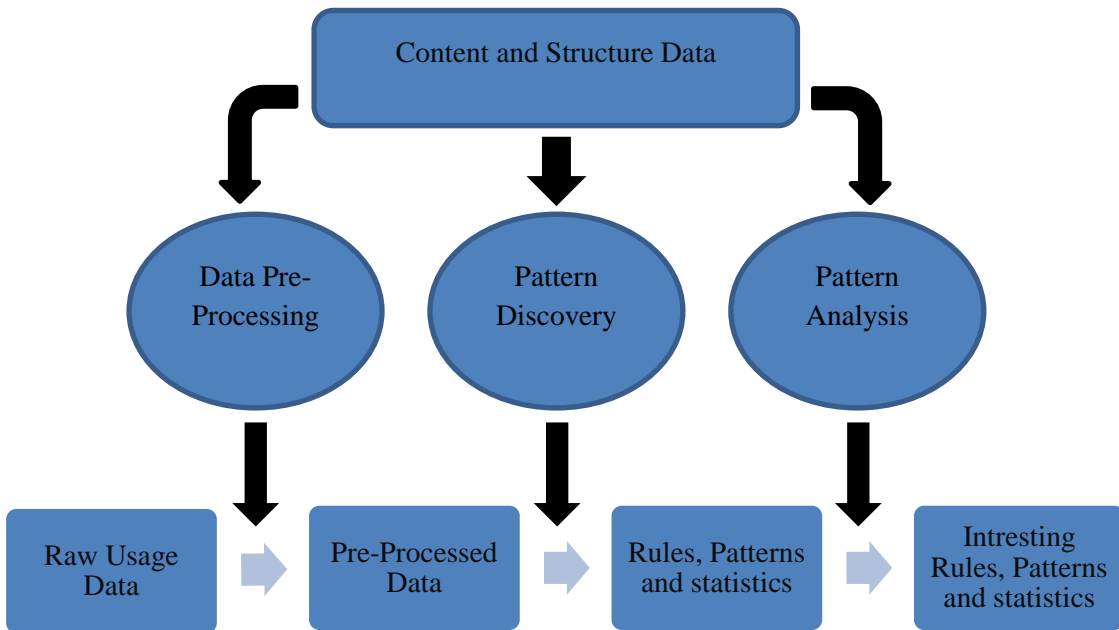 Content and Structure Data
Data Pre-
Processing
Pattern
Discovery
Pattern
Analysis
Raw Usage
Data
Pre-Processed
Data
Rules, Patterns
and statistics
Intresting
Rules, Patterns
and statistics